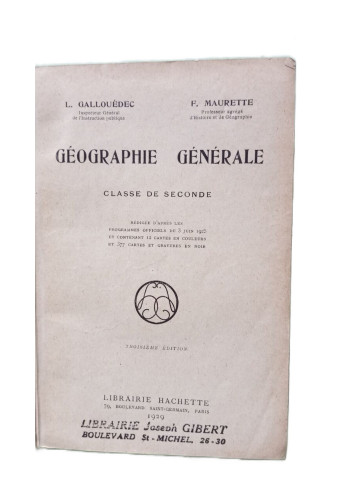 L. GALLOUÉDEC
Inspecteur Général
de l'Instruction publique
F. MAURETTE
Professeur agrégé
d'Histoire et de Géographie
GÉOGRAPHIE GÉNÉRALE
CLASSE DE SECONDE
RÉDIGÉE D'APRÈS LES
PROGRAMMES OFFICIELS DU 3 JUIN 1925
ET CONTENANT 12 CARTES EN COULEURS
ET 377 CARTES ET GRAVURES EN NOIR
TROISIÈME ÉDITION
LIBRAIRIE HACHETTE
79, BOULEVARD SAINT-GERMAIN, PARIS
1929
LIBRAIRIE Joseph GIBERT
BOULEVARD St-MICHEL, 26-30